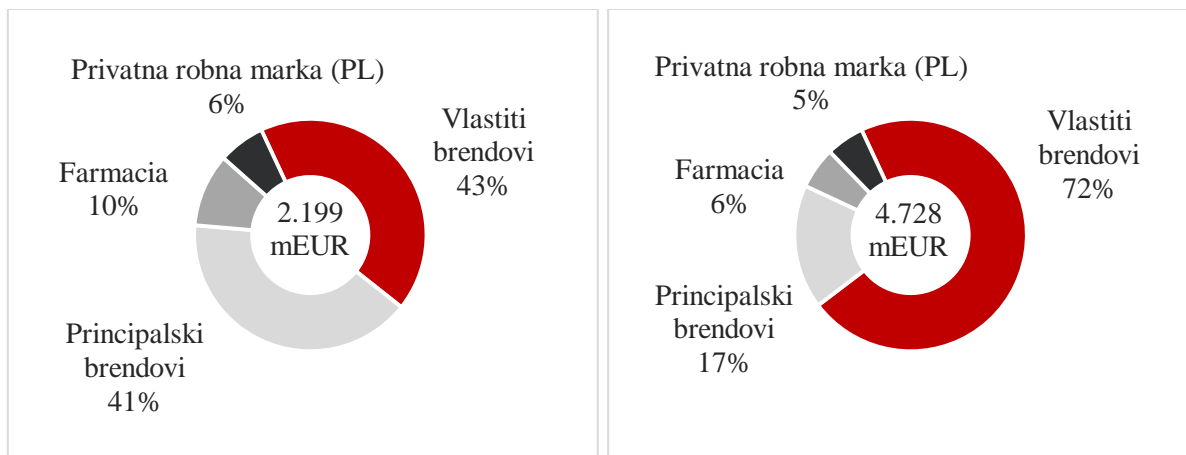 Privatna robna marka (PL)
6%
Vlastiti
brendovi
43%
Farmacia
10%
2.199
mEUR
Principalski
brendovi
41%
Privatna robna marka (PL)
5%
Vlastiti
brendovi
72%
Farmacia
6%
4.728
mEUR
Principalski
brendovi
17%